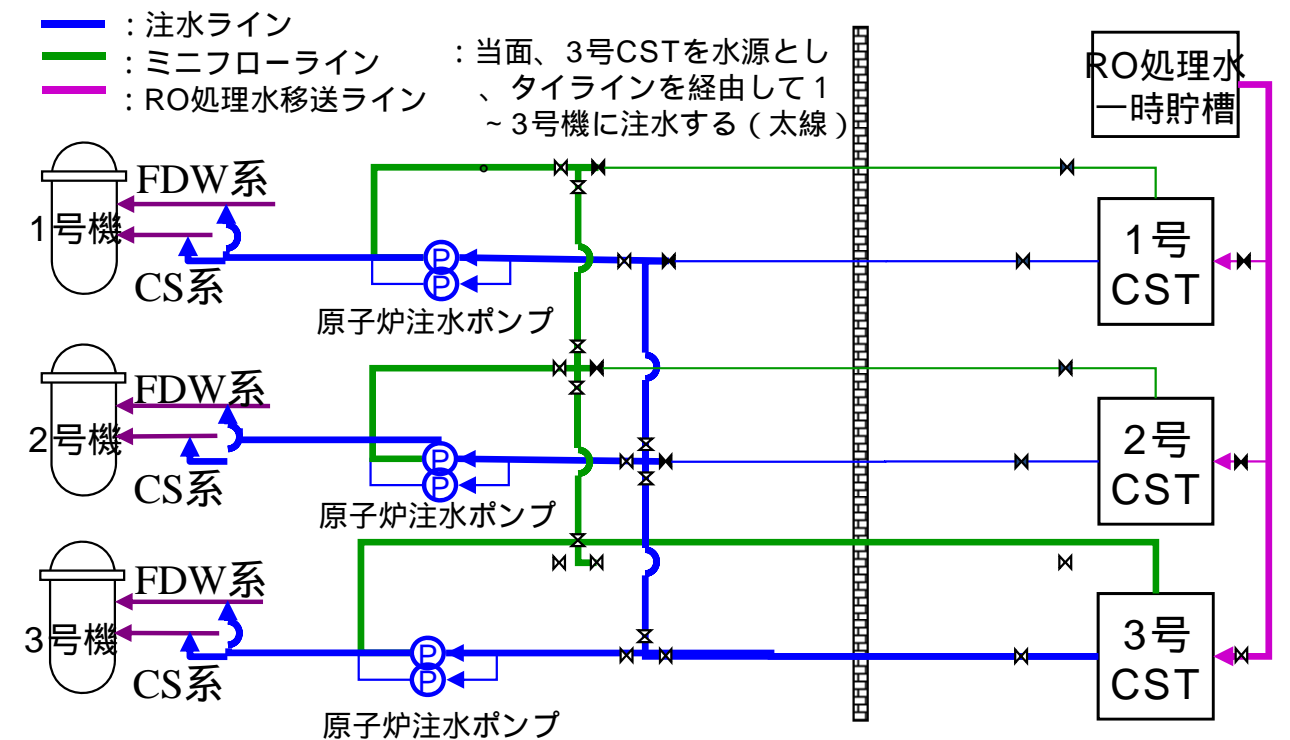 ：注水ライン
：ミニフローライン
：RO処理水移送ライン
：当面、3号CSTを水源とし
、タイラインを経由して1
～3号機に注水する（太線）
RO処理水
一時貯槽
FDW系
1号機
CS系
P
P
原子炉注水ポンプ
1号
CST
FDW系
2号機
CS系
P
P
原子炉注水ポンプ
2号
CST
FDW系
3号機
CS系
P
P
原子炉注水ポンプ
3号
CST